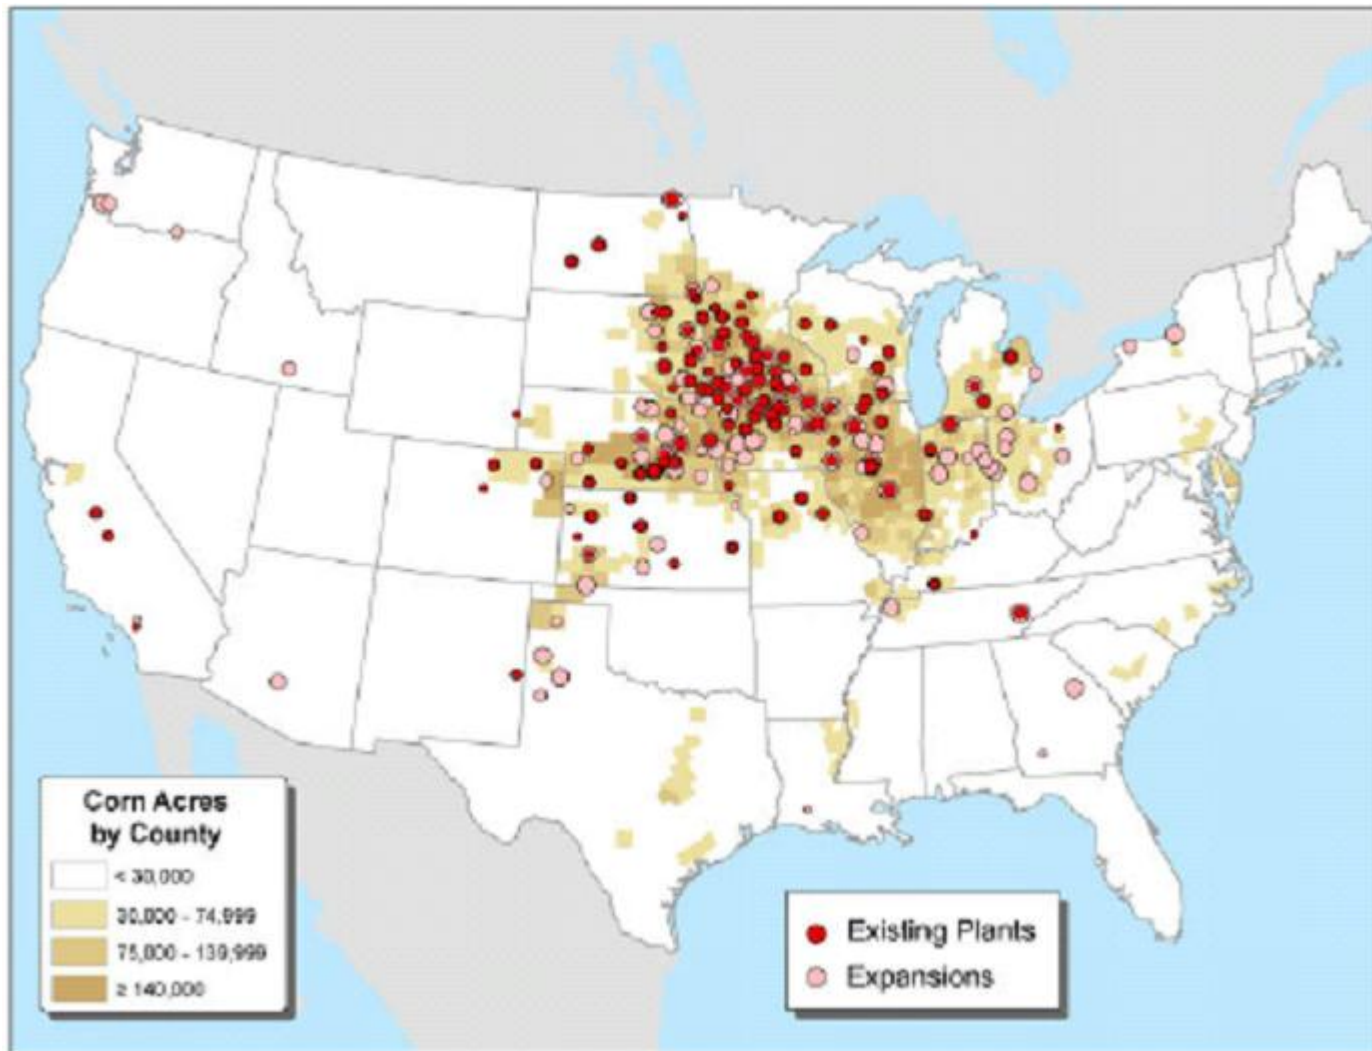 Corn Acres
by County
< 30,000
30,000 - 74,999
75,000 - 139,999
≥ 140,000
Existing Plants
Expansions